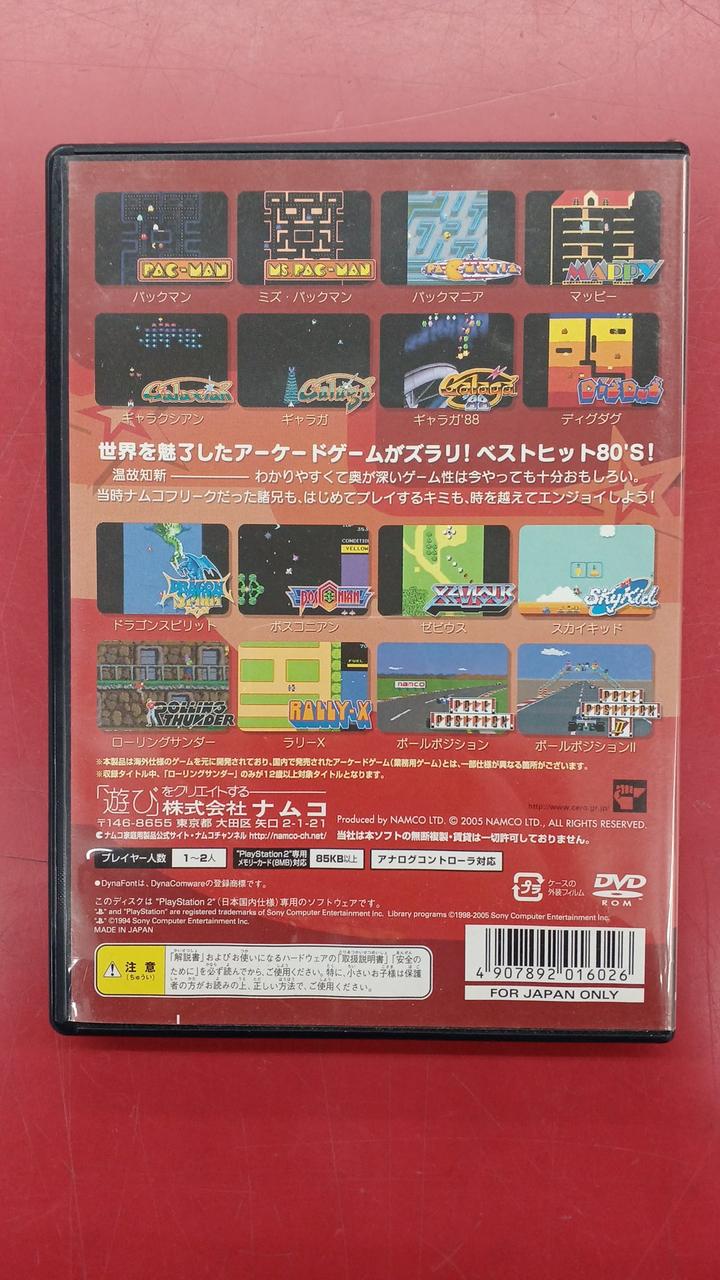 PAC-MAN
MS. PAC-MAN
PAC-MANIA
MAPPY
パックマン
ミズ・パックマン
パックマニア
マッピー
Galaxian
Galaga
Galaga'88
DIG DUG
ギャラクシアン
ギャラガ
ギャラガ'88
ディグダグ
世界を魅了したアーケードゲームがズラリ! ベストヒット80'S!
温故知新 ―――― わかりやすくて奥が深いゲーム性は今やっても十分おもしろい。
当時ナムコフリークだった諸兄も、はじめてプレイするキミも、時を越えてエンジョイしよう!
CONDITION
YELLOW
DRAGON SPIRIT
BOSCONIAN
XEVIOUS
SkyKid
ドラゴンスピリット
ボスコニアン
ゼビウス
スカイキッド
FUEL
namco
ROLLING THUNDER
RALLY-X
POLE POSITION
POLE POSITION II
ローリングサンダー
ラリーX
ポールポジション
ポールポジションII
※本製品は海外仕様のゲームを元に開発されており、国内で発売されたアーケードゲーム(業務用ゲーム)とは、一部仕様が異なる箇所がございます。
※収録タイトル中、「ローリングサンダー」のみが12歳以上対象タイトルとなります。
「遊び」をクリエイトする――
株式会社 ナムコ
〒146-8655 東京都 大田区 矢口 2-1-21
ナムコ家庭用製品公式サイト・ナムコチャンネル http://namco-ch.net/
http://www.cero.gr.jp/
Produced by NAMCO LTD. © 2005 NAMCO LTD., ALL RIGHTS RESERVED.
当社は本ソフトの無断複製・賃貸は一切許可しておりません。
プレイヤー人数 1〜2人
"PlayStation 2"専用メモリーカード(8MB)対応 85KB以上
アナログコントローラ対応
●DynaFontは、DynaComwareの登録商標です。
プラ
ケースの
外装フィルム
DVD
ROM
このディスクは "PlayStation 2" (日本国内仕様) 専用のソフトウェアです。
" " and "PlayStation" are registered trademarks of Sony Computer Entertainment Inc. Library programs ©1998-2005 Sony Computer Entertainment Inc.
" " ©1994 Sony Computer Entertainment Inc.
MADE IN JAPAN
注意
(ちゅうい)
「解説書」およびお使いになるハードウェアの「取扱説明書」「安全の
ために」を必ず読んでから、ご使用ください。特に、小さいお子様は保護
者の方がお読みの上、正しい方法で、ご使用ください。
4 907892 016026
FOR JAPAN ONLY